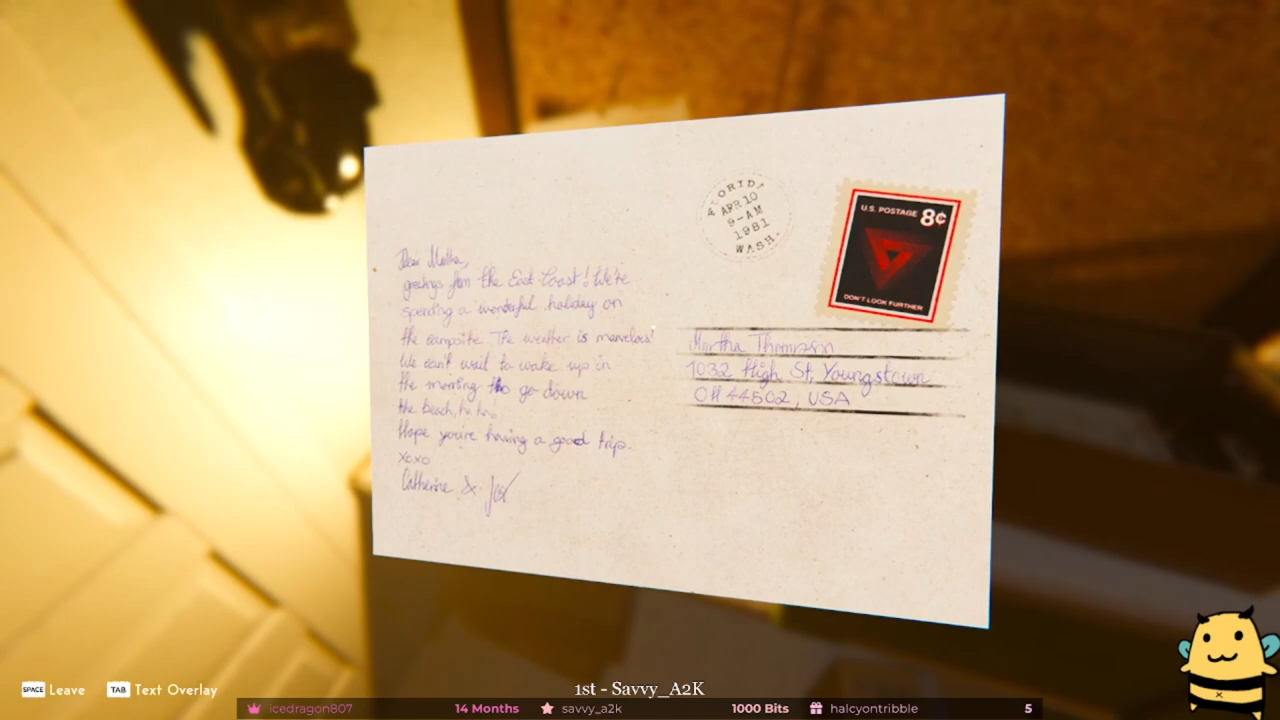 FLORIDA
APR 10
9-AM
1981
WASH.
U.S. POSTAGE 8¢
DON'T LOOK FURTHER
Dear Martha,
greetings from the East Coast! We're
spending a wonderful holiday on
the campsite. The weather is marvelous!
We can't wait to wake up in
the morning tho go down
the beach, ha ha,
Hope you're having a good trip.
xoxo
Catherine & Joe
Martha Thompson
1032 High St, Youngstown
OH 44502, USA
SPACE Leave TAB Text Overlay
1st - Savvy_A2K
icedragon807 14 Months savvy_a2k 1000 Bits halcyontribble 5